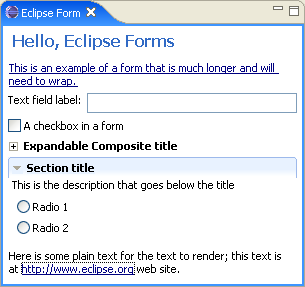 Eclipse Form
Hello, Eclipse Forms
This is an example of a form that is much longer and will
need to wrap.
Text field label:
A checkbox in a form
Expandable Composite title
Section title
This is the description that goes below the title
Radio 1
Radio 2
Here is some plain text for the text to render; this text is
at http://www.eclipse.org web site.